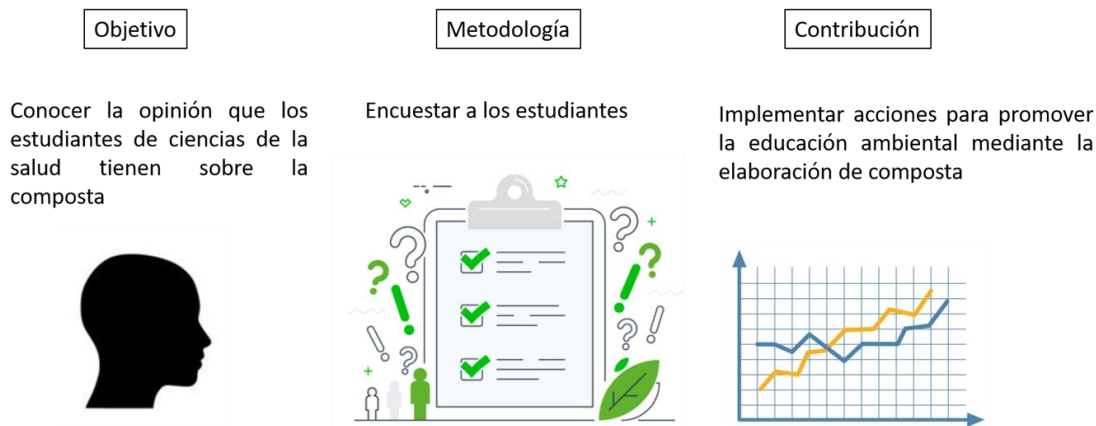 Objetivo
Metodología
Contribución
Conocer la opinión que los
estudiantes de ciencias de la
salud tienen sobre la
composta
Encuestar a los estudiantes
Implementar acciones para promover
la educación ambiental mediante la
elaboración de composta